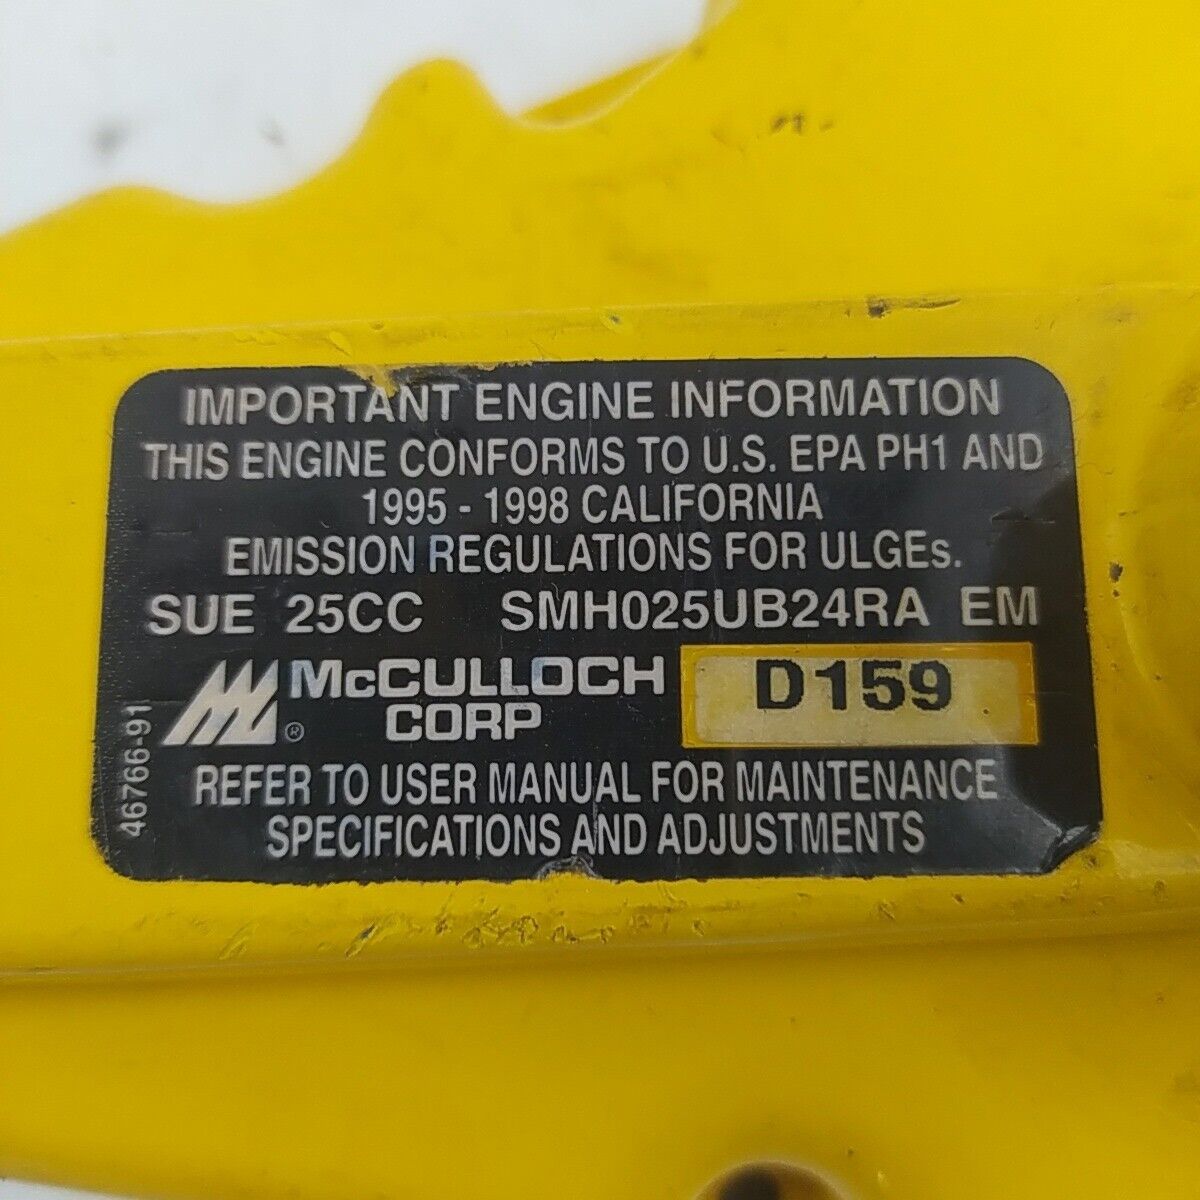 IMPORTANT ENGINE INFORMATION
THIS ENGINE CONFORMS TO U.S. EPA PH1 AND
1995 - 1998 CALIFORNIA
EMISSION REGULATIONS FOR ULGEs.
SUE 25CC SMH025UB24RA EM
McCULLOCH
CORP
®
D159
46766-91
REFER TO USER MANUAL FOR MAINTENANCE
SPECIFICATIONS AND ADJUSTMENTS